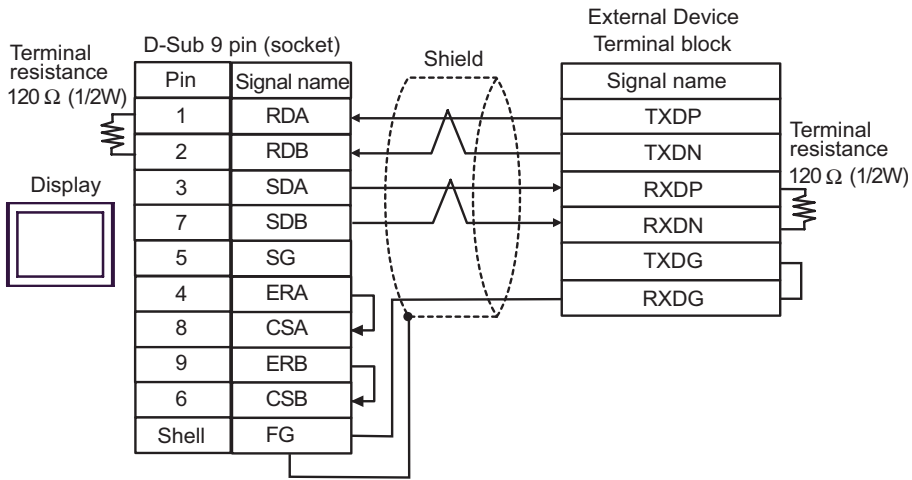 External Device
Terminal block
D-Sub 9 pin (socket)
Shield
Terminal
resistance
120 Ω (1/2W)
Display
Pin Signal name
1 RDA
2 RDB
3 SDA
7 SDB
5 SG
4 ERA
8 CSA
9 ERB
6 CSB
Shell FG
Signal name
TXDP
TXDN
RXDP
RXDN
TXDG
RXDG
Terminal
resistance
120 Ω (1/2W)